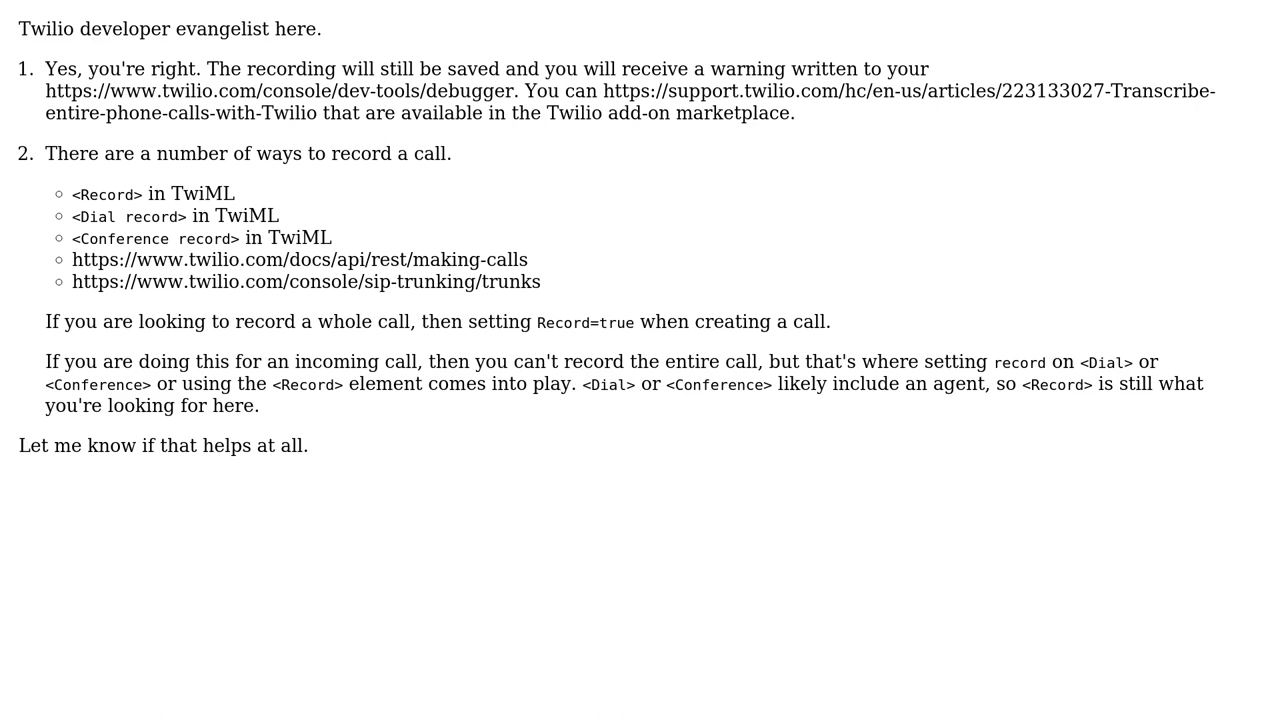 Twilio developer evangelist here.
1. Yes, you're right. The recording will still be saved and you will receive a warning written to your
https://www.twilio.com/console/dev-tools/debugger. You can https://support.twilio.com/hc/en-us/articles/223133027-Transcribe-
entire-phone-calls-with-Twilio that are available in the Twilio add-on marketplace.
2. There are a number of ways to record a call.
◦ <Record> in TwiML
◦ <Dial record> in TwiML
◦ <Conference record> in TwiML
◦ https://www.twilio.com/docs/api/rest/making-calls
◦ https://www.twilio.com/console/sip-trunking/trunks
If you are looking to record a whole call, then setting Record=true when creating a call.
If you are doing this for an incoming call, then you can't record the entire call, but that's where setting record on <Dial> or
<Conference> or using the <Record> element comes into play. <Dial> or <Conference> likely include an agent, so <Record> is still what
you're looking for here.
Let me know if that helps at all.